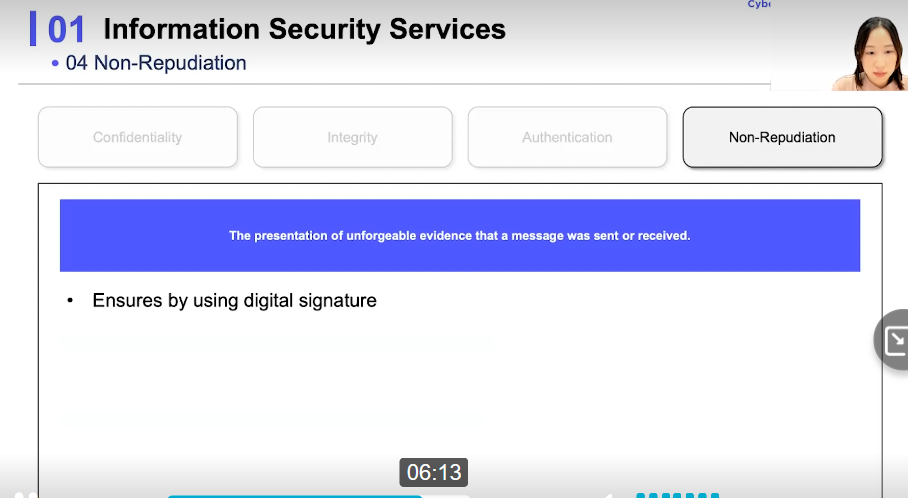 Cybe
01 Information Security Services
• 04 Non-Repudiation
Confidentiality
Integrity
Authentication
Non-Repudiation
The presentation of unforgeable evidence that a message was sent or received.
• Ensures by using digital signature
06:13